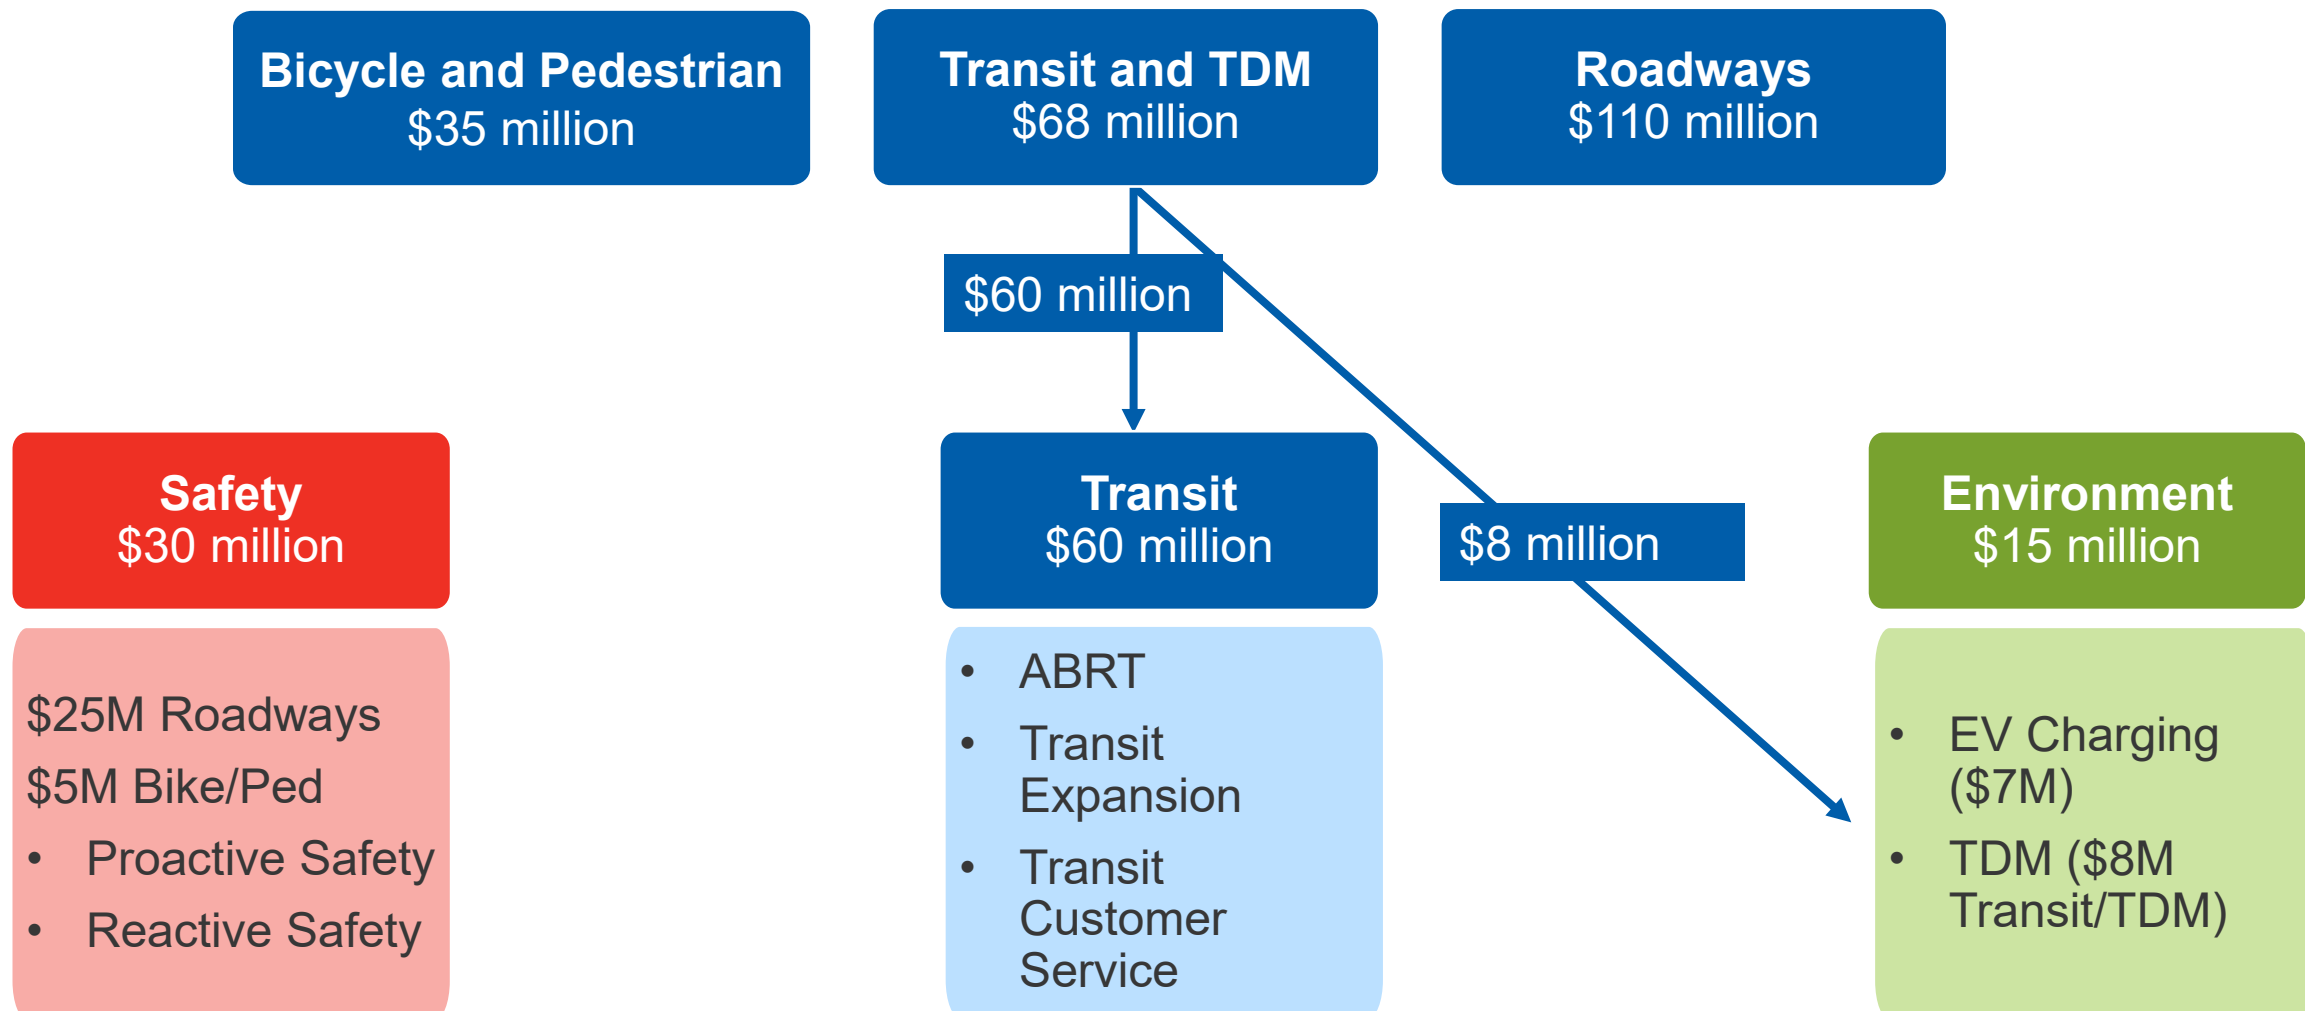 Bicycle and Pedestrian
$35 million
Transit and TDM
$68 million
Roadways
$110 million
$60 million
Safety
$30 million
Transit
$60 million
$8 million
Environment
$15 million
$25M Roadways
$5M Bike/Ped
• Proactive Safety
• Reactive Safety
• ABRT
• Transit
Expansion
• Transit
Customer
Service
• EV Charging
($7M)
• TDM ($8M
Transit/TDM)